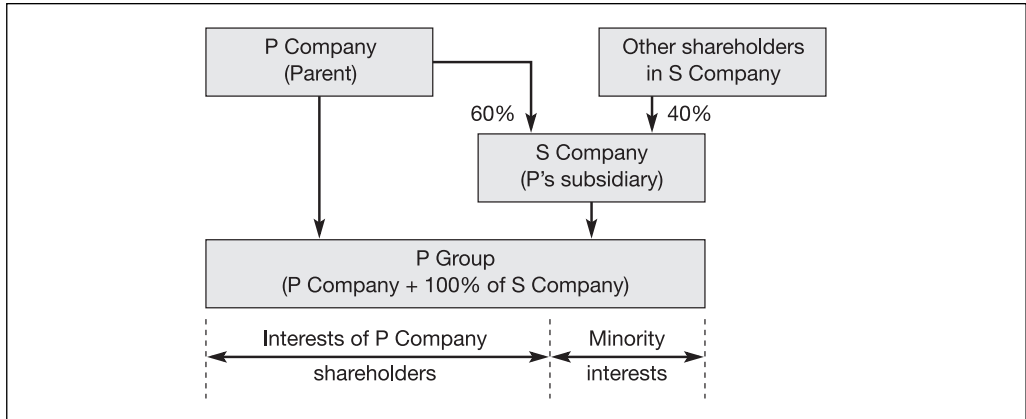 P Company
(Parent)
Other shareholders
in S Company
60%
40%
S Company
(P's subsidiary)
P Group
(P Company + 100% of S Company)
Interests of P Company
shareholders
Minority
interests